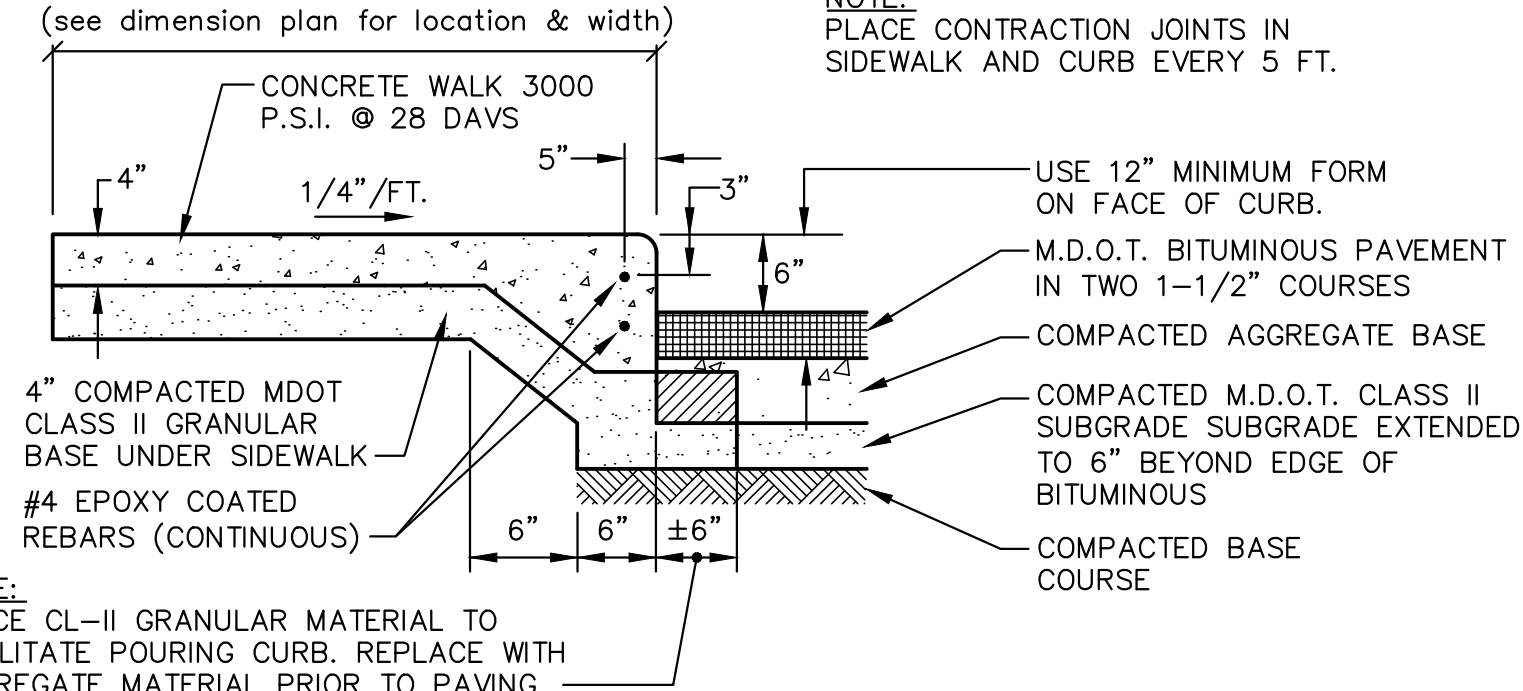 (see dimension plan for location & width)
NOTE:
PLACE CONTRACTION JOINTS IN
SIDEWALK AND CURB EVERY 5 FT.
CONCRETE WALK 3000
P.S.I. @ 28 DAVS
5”
4”
1/4”/FT.
3”
6”
USE 12” MINIMUM FORM
ON FACE OF CURB.
M.D.O.T. BITUMINOUS PAVEMENT
IN TWO 1–1/2” COURSES
COMPACTED AGGREGATE BASE
COMPACTED M.D.O.T. CLASS II
SUBGRADE SUBGRADE EXTENDED
TO 6” BEYOND EDGE OF
BITUMINOUS
COMPACTED BASE
COURSE
4” COMPACTED MDOT
CLASS II GRANULAR
BASE UNDER SIDEWALK
#4 EPOXY COATED
REBARS (CONTINUOUS)
6”
6”
±6”
CL–II GRANULAR MATERIAL TO
POURING CURB. REPLACE WITH
MATERIAL PRIOR TO PAVING